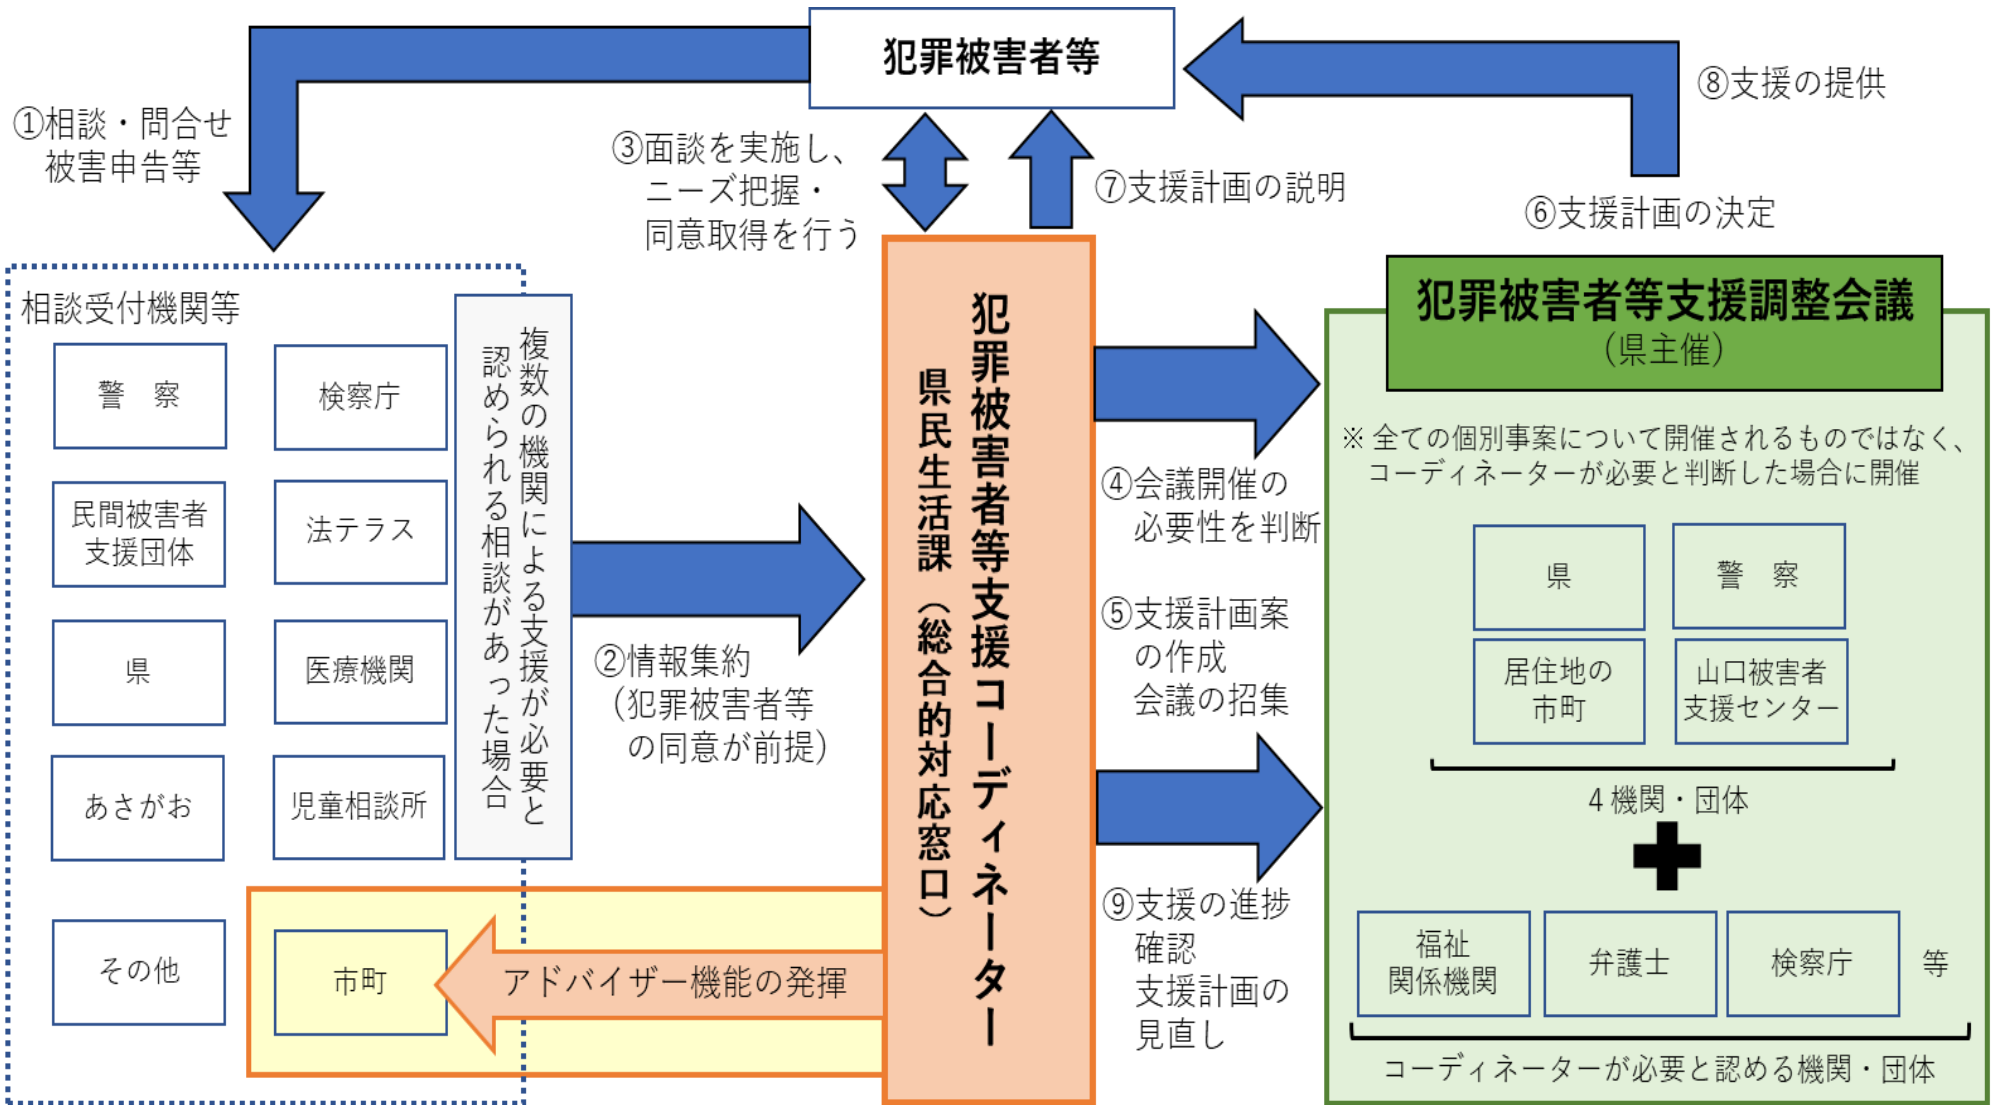 犯罪被害者等
①相談・問合せ
被害申告等
③面談を実施し、
ニーズ把握・
同意取得を行う
⑦支援計画の説明
⑧支援の提供
⑥支援計画の決定
相談受付機関等
警　察
検察庁
民間被害者
支援団体
法テラス
県
医療機関
あさがお
児童相談所
その他
市町
複数の機関による支援が必要と
認められる相談があった場合
②情報集約
(犯罪被害者等
の同意が前提)
アドバイザー機能の発揮
犯罪被害者等支援コーディネーター
県民生活課（総合的対応窓口）
④会議開催の
必要性を判断
⑤支援計画案
の作成
会議の招集
⑨支援の進捗
確認
支援計画の
見直し
犯罪被害者等支援調整会議
(県主催)
※ 全ての個別事案について開催されるものではなく、
コーディネーターが必要と判断した場合に開催
県
警　察
居住地の
市町
山口被害者
支援センター
4機関・団体
福祉
関係機関
弁護士
検察庁
等
コーディネーターが必要と認める機関・団体